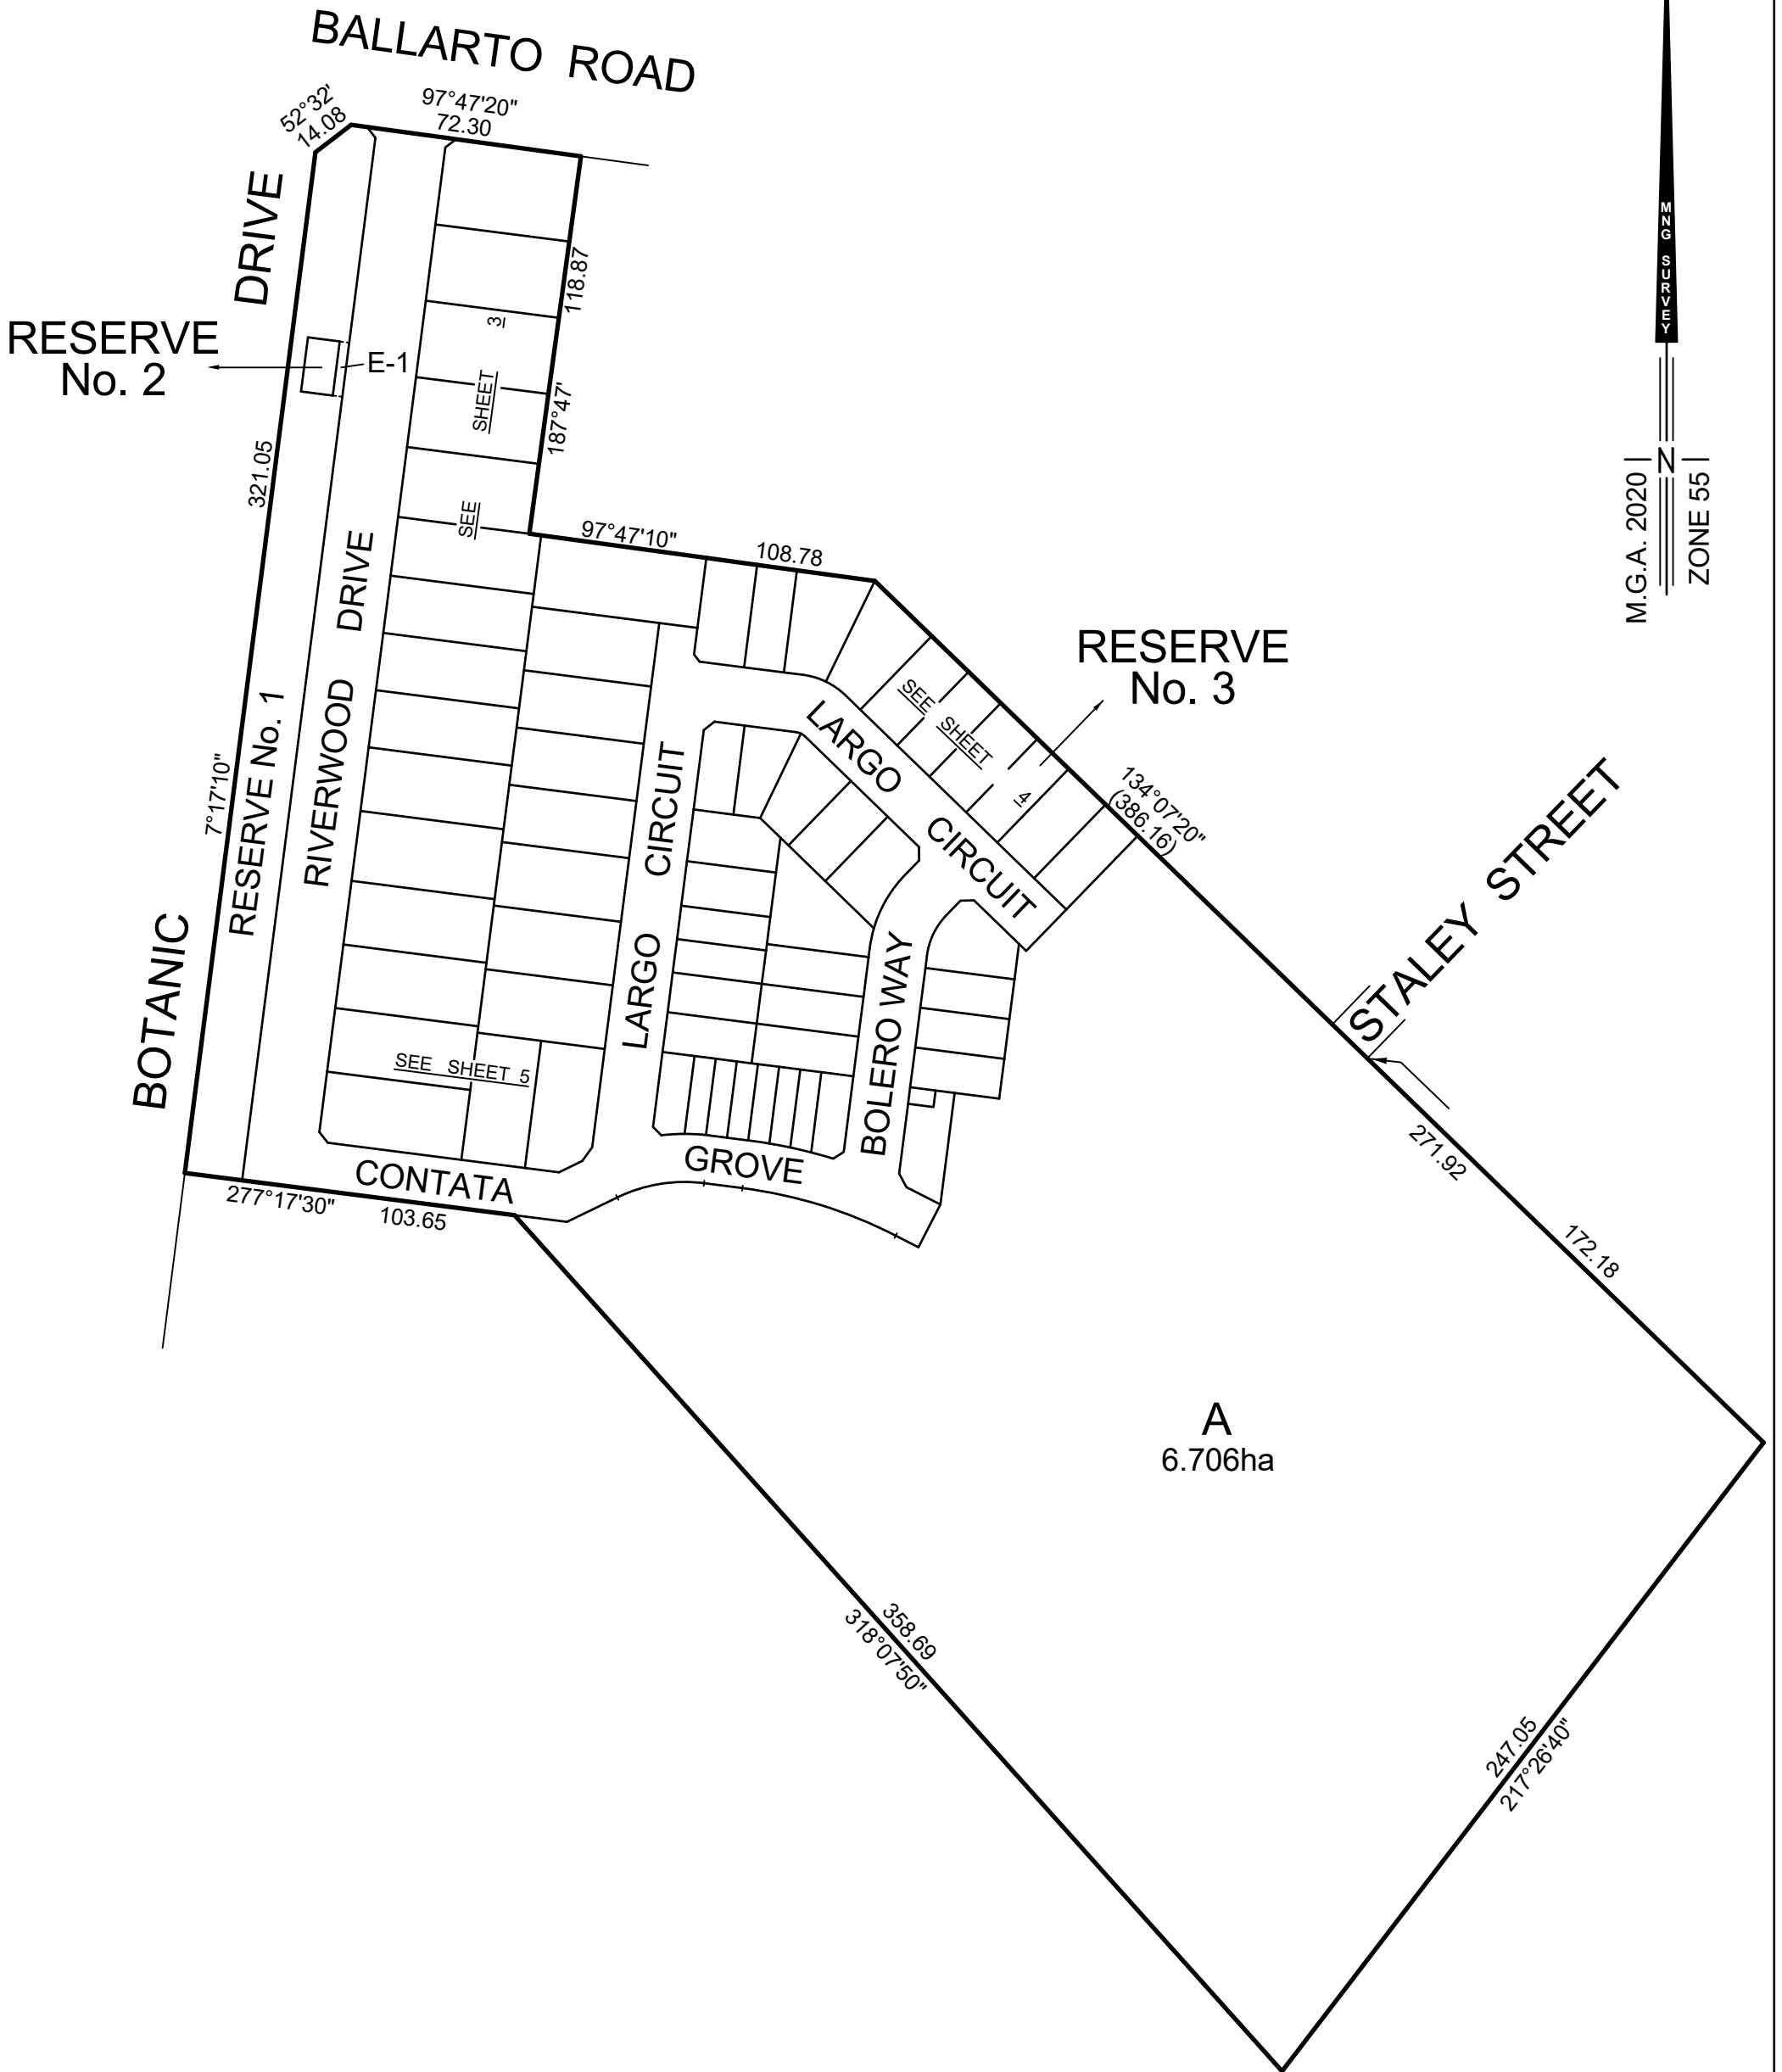 BALLARTO ROAD
52°32'
14.08
97°47'20"
72.30
DRIVE
118.87
187°47'
RESERVE
No. 2
E-1
3
SHEET
SEE
321.05
97°47'10"
108.78
DRIVE
RIVERWOOD
RESERVE No. 1
7°17'10"
BOTANIC
RESERVE
No. 3
SEE SHEET 4
LARGO CIRCUIT
134°07'20"
(386.16)
LARGO CIRCUIT
BOLERO WAY
STALEY STREET
SEE SHEET 5
CONTATA GROVE
277°17'30"
103.65
271.92
172.18
A
6.706ha
358.69
318°07'50"
247.05
217°26'40"
MNG SURVEY
N
M.G.A. 2020
ZONE 55